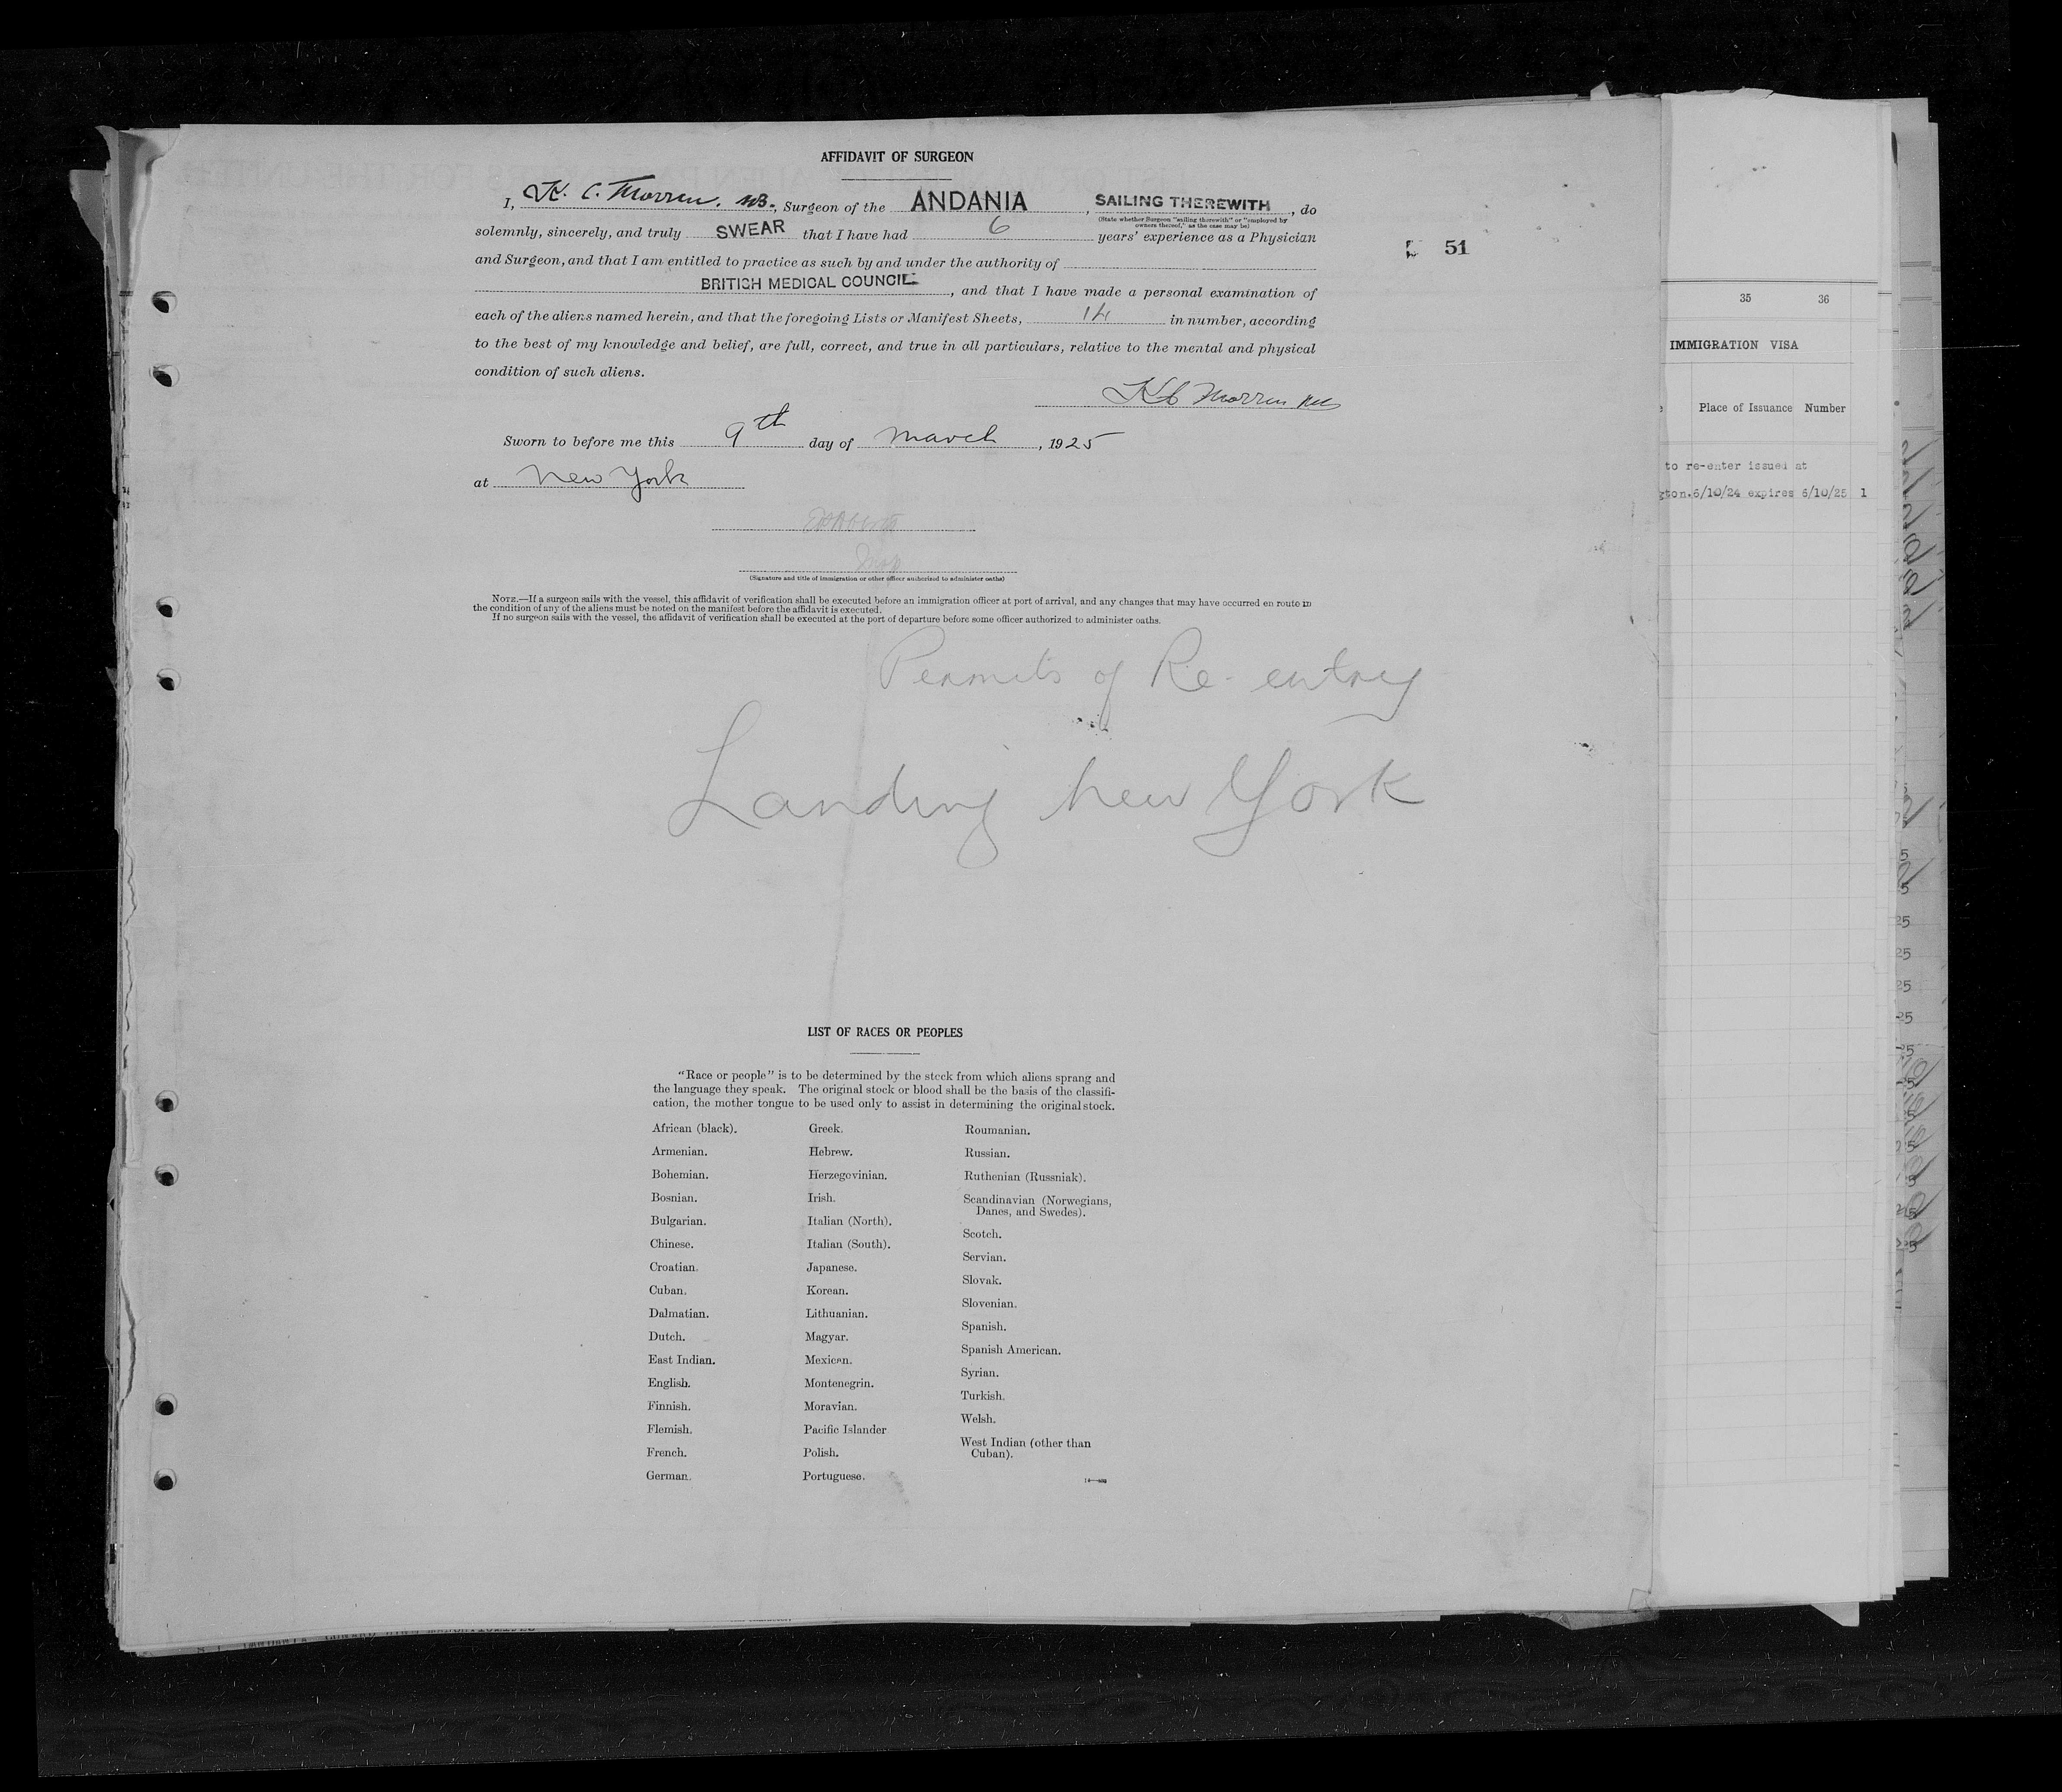 AFFIDAVIT OF SURGEON
I, K. C. Morren. MB., Surgeon of the ANDANIA, SAILING THEREWITH, do
(State whether Surgeon "sailing therewith" or "employed by
owners thereof," as the case may be)
solemnly, sincerely, and truly SWEAR that I have had 6 years' experience as a Physician
and Surgeon, and that I am entitled to practice as such by and under the authority of
BRITISH MEDICAL COUNCIL, and that I have made a personal examination of
each of the aliens named herein, and that the foregoing Lists or Manifest Sheets, 14 in number, according
to the best of my knowledge and belief, are full, correct, and true in all particulars, relative to the mental and physical
condition of such aliens.
51
K C Morren
Sworn to before me this 9th day of March, 1925
at New York
Insp
(Signature and title of immigration or other officer authorized to administer oaths)
NOTE.—If a surgeon sails with the vessel, this affidavit of verification shall be executed before an immigration officer at port of arrival, and any changes that may have occurred en route in
the condition of any of the aliens must be noted on the manifest before the affidavit is executed.
If no surgeon sails with the vessel, the affidavit of verification shall be executed at the port of departure before some officer authorized to administer oaths.
Permits of Re-entry
Landing New York
LIST OF RACES OR PEOPLES
"Race or people" is to be determined by the stock from which aliens sprang and
the language they speak. The original stock or blood shall be the basis of the classifi-
cation, the mother tongue to be used only to assist in determining the original stock.
African (black).
Armenian.
Bohemian.
Bosnian.
Bulgarian.
Chinese.
Croatian.
Cuban.
Dalmatian.
Dutch.
East Indian.
English.
Finnish.
Flemish.
French.
German.
Greek.
Hebrew.
Herzegovinian.
Irish.
Italian (North).
Italian (South).
Japanese.
Korean.
Lithuanian.
Magyar.
Mexican.
Montenegrin.
Moravian.
Pacific Islander
Polish.
Portuguese.
Roumanian.
Russian.
Ruthenian (Russniak).
Scandinavian (Norwegians,
Danes, and Swedes).
Scotch.
Servian.
Slovak.
Slovenian.
Spanish.
Spanish American.
Syrian.
Turkish.
Welsh.
West Indian (other than
Cuban).
35 36
IMMIGRATION VISA
Place of Issuance Number
to re-enter issued at
gton.6/10/24 expires 6/10/25 1